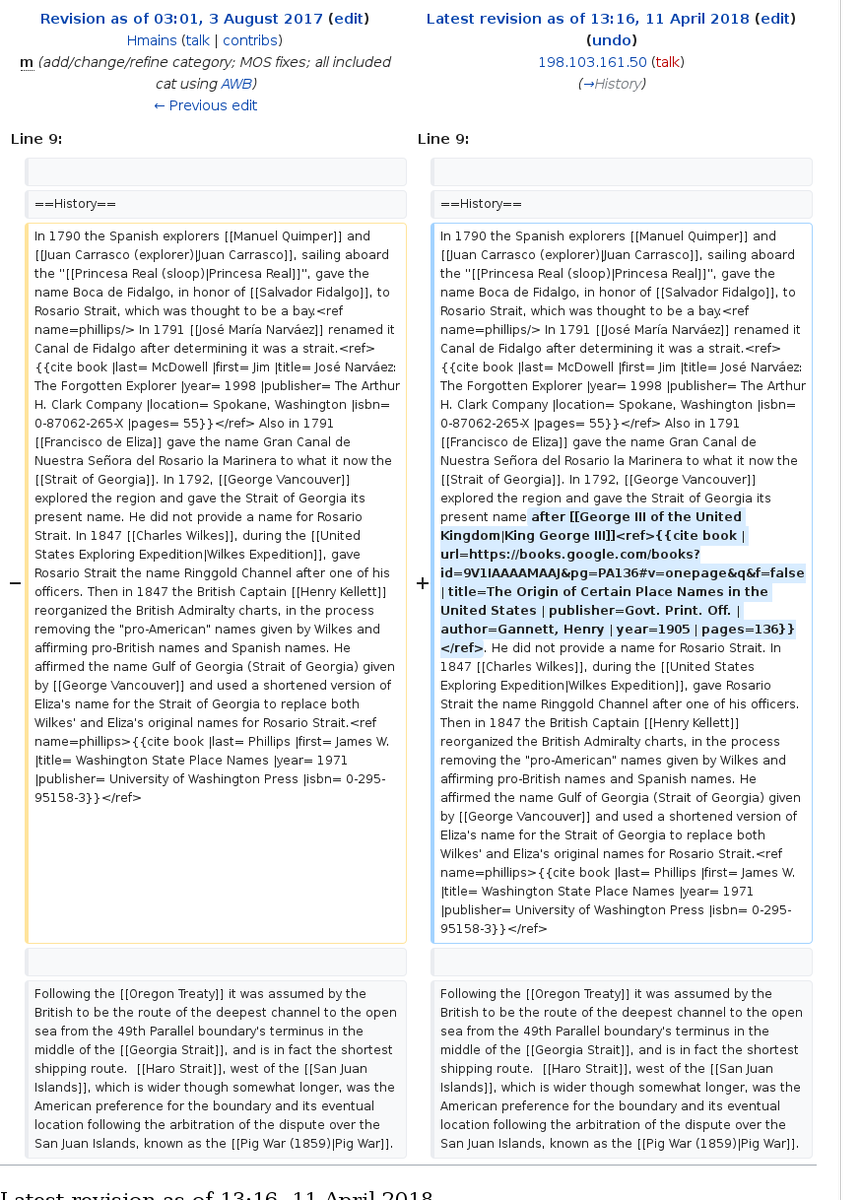 Revision as of 03:01, 3 August 2017 (edit)
Hmains (talk | contribs)
m (add/change/refine category; MOS fixes; all included
cat using AWB)
← Previous edit
Latest revision as of 13:16, 11 April 2018 (edit)
(undo)
198.103.161.50 (talk)
(→History)
Line 9:
==History==
In 1790 the Spanish explorers [[Manuel Quimper]] and
[[Juan Carrasco (explorer)|Juan Carrasco]], sailing aboard
the ''[[Princesa Real (sloop)|Princesa Real]]'', gave the
name Boca de Fidalgo, in honor of [[Salvador Fidalgo]], to
Rosario Strait, which was thought to be a bay.<ref
name=phillips/> In 1791 [[José María Narváez]] renamed it
Canal de Fidalgo after determining it was a strait.<ref>
{{cite book |last= McDowell |first= Jim |title= José Narváez:
The Forgotten Explorer |year= 1998 |publisher= The Arthur
H. Clark Company |location= Spokane, Washington |isbn=
0-87062-265-X |pages= 55}}</ref> Also in 1791
[[Francisco de Eliza]] gave the name Gran Canal de
Nuestra Señora del Rosario la Marinera to what it now the
[[Strait of Georgia]]. In 1792, [[George Vancouver]]
explored the region and gave the Strait of Georgia its
present name. He did not provide a name for Rosario
Strait. In 1847 [[Charles Wilkes]], during the [[United
States Exploring Expedition|Wilkes Expedition]], gave
Rosario Strait the name Ringgold Channel after one of his
officers. Then in 1847 the British Captain [[Henry Kellett]]
reorganized the British Admiralty charts, in the process
removing the "pro-American" names given by Wilkes and
affirming pro-British names and Spanish names. He
affirmed the name Gulf of Georgia (Strait of Georgia) given
by [[George Vancouver]] and used a shortened version of
Eliza's name for the Strait of Georgia to replace both
Wilkes' and Eliza's original names for Rosario Strait.<ref
name=phillips>{{cite book |last= Phillips |first= James W.
|title= Washington State Place Names |year= 1971
|publisher= University of Washington Press |isbn= 0-295-
95158-3}}</ref>
Following the [[Oregon Treaty]] it was assumed by the
British to be the route of the deepest channel to the open
sea from the 49th Parallel boundary's terminus in the
middle of the [[Georgia Strait]], and is in fact the shortest
shipping route.  [[Haro Strait]], west of the [[San Juan
Islands]], which is wider though somewhat longer, was the
American preference for the boundary and its eventual
location following the arbitration of the dispute over the
San Juan Islands, known as the [[Pig War (1859)|Pig War]].
−
Line 9:
==History==
In 1790 the Spanish explorers [[Manuel Quimper]] and
[[Juan Carrasco (explorer)|Juan Carrasco]], sailing aboard
the ''[[Princesa Real (sloop)|Princesa Real]]'', gave the
name Boca de Fidalgo, in honor of [[Salvador Fidalgo]], to
Rosario Strait, which was thought to be a bay.<ref
name=phillips/> In 1791 [[José María Narváez]] renamed it
Canal de Fidalgo after determining it was a strait.<ref>
{{cite book |last= McDowell |first= Jim |title= José Narváez:
The Forgotten Explorer |year= 1998 |publisher= The Arthur
H. Clark Company |location= Spokane, Washington |isbn=
0-87062-265-X |pages= 55}}</ref> Also in 1791
[[Francisco de Eliza]] gave the name Gran Canal de
Nuestra Señora del Rosario la Marinera to what it now the
[[Strait of Georgia]]. In 1792, [[George Vancouver]]
explored the region and gave the Strait of Georgia its
present name after [[George III of the United
Kingdom|King George III]]<ref>{{cite book |
url=https://books.google.com/books?
id=9V1IAAAAMAAJ&pg=PA136#v=onepage&q&f=false
| title=The Origin of Certain Place Names in the
United States | publisher=Govt. Print. Off. |
author=Gannett, Henry | year=1905 | pages=136}}
</ref>. He did not provide a name for Rosario Strait. In
1847 [[Charles Wilkes]], during the [[United States
Exploring Expedition|Wilkes Expedition]], gave Rosario
Strait the name Ringgold Channel after one of his officers.
Then in 1847 the British Captain [[Henry Kellett]]
reorganized the British Admiralty charts, in the process
removing the "pro-American" names given by Wilkes and
affirming pro-British names and Spanish names. He
affirmed the name Gulf of Georgia (Strait of Georgia) given
by [[George Vancouver]] and used a shortened version of
Eliza's name for the Strait of Georgia to replace both
Wilkes' and Eliza's original names for Rosario Strait.<ref
name=phillips>{{cite book |last= Phillips |first= James W.
|title= Washington State Place Names |year= 1971
|publisher= University of Washington Press |isbn= 0-295-
95158-3}}</ref>
Following the [[Oregon Treaty]] it was assumed by the
British to be the route of the deepest channel to the open
sea from the 49th Parallel boundary's terminus in the
middle of the [[Georgia Strait]], and is in fact the shortest
shipping route.  [[Haro Strait]], west of the [[San Juan
Islands]], which is wider though somewhat longer, was the
American preference for the boundary and its eventual
location following the arbitration of the dispute over the
San Juan Islands, known as the [[Pig War (1859)|Pig War]].
+
Latest revision as of 13:16, 11 April 2018